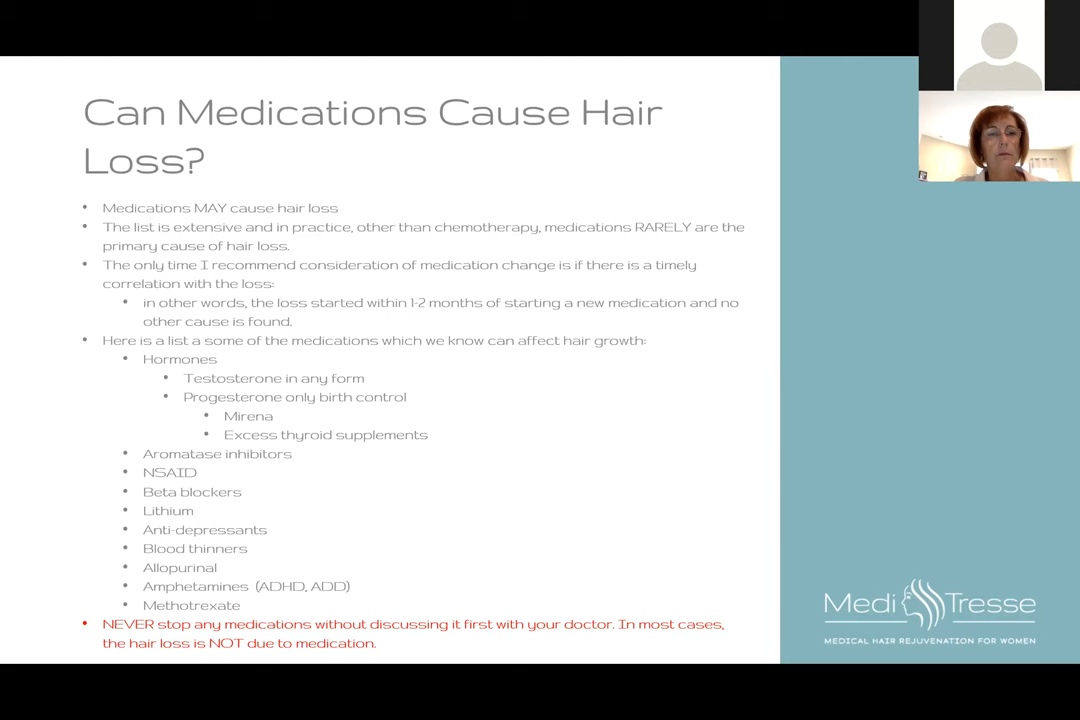 Can Medications Cause Hair
Loss?
• Medications MAY cause hair loss
• The list is extensive and in practice, other than chemotherapy, medications RARELY are the
primary cause of hair loss.
• The only time I recommend consideration of medication change is if there is a timely
correlation with the loss:
• in other words, the loss started within 1-2 months of starting a new medication and no
other cause is found.
• Here is a list a some of the medications which we know can affect hair growth:
• Hormones
• Testosterone in any form
• Progesterone only birth control
• Mirena
• Excess thyroid supplements
• Aromatase inhibitors
• NSAID
• Beta blockers
• Lithium
• Anti-depressants
• Blood thinners
• Allopurinal
• Amphetamines (ADHD, ADD)
• Methotrexate
• NEVER stop any medications without discussing it first with your doctor. In most cases,
the hair loss is NOT due to medication.
Medi Tresse
MEDICAL HAIR REJUVENATION FOR WOMEN